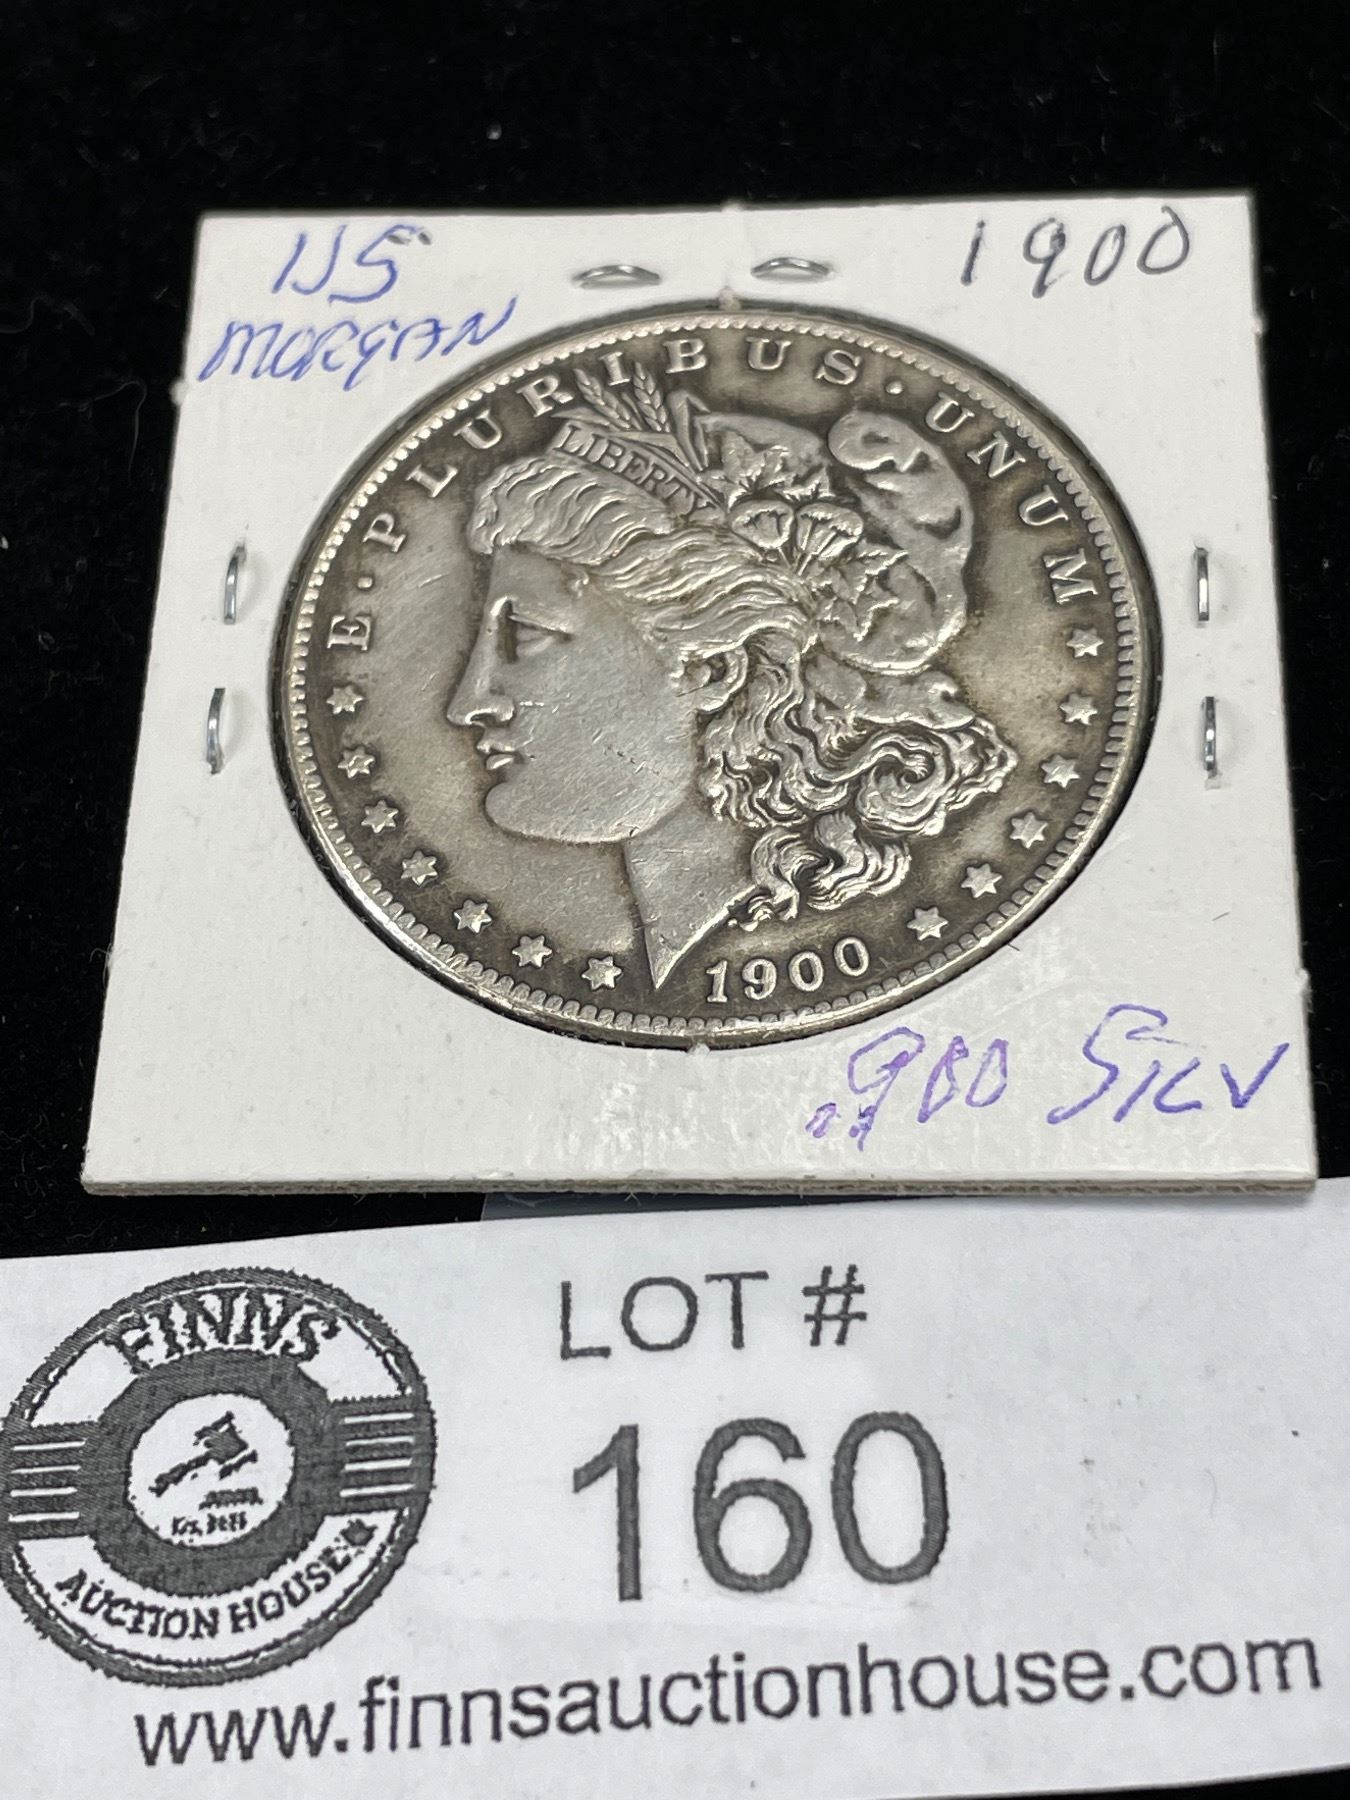 US 1900
MORGAN
E · PLURIBUS · UNUM
LIBERTY
1900
.900 SILV
FINNS
AUCTION HOUSE
LOT #
160
www.finnsauctionhouse.com